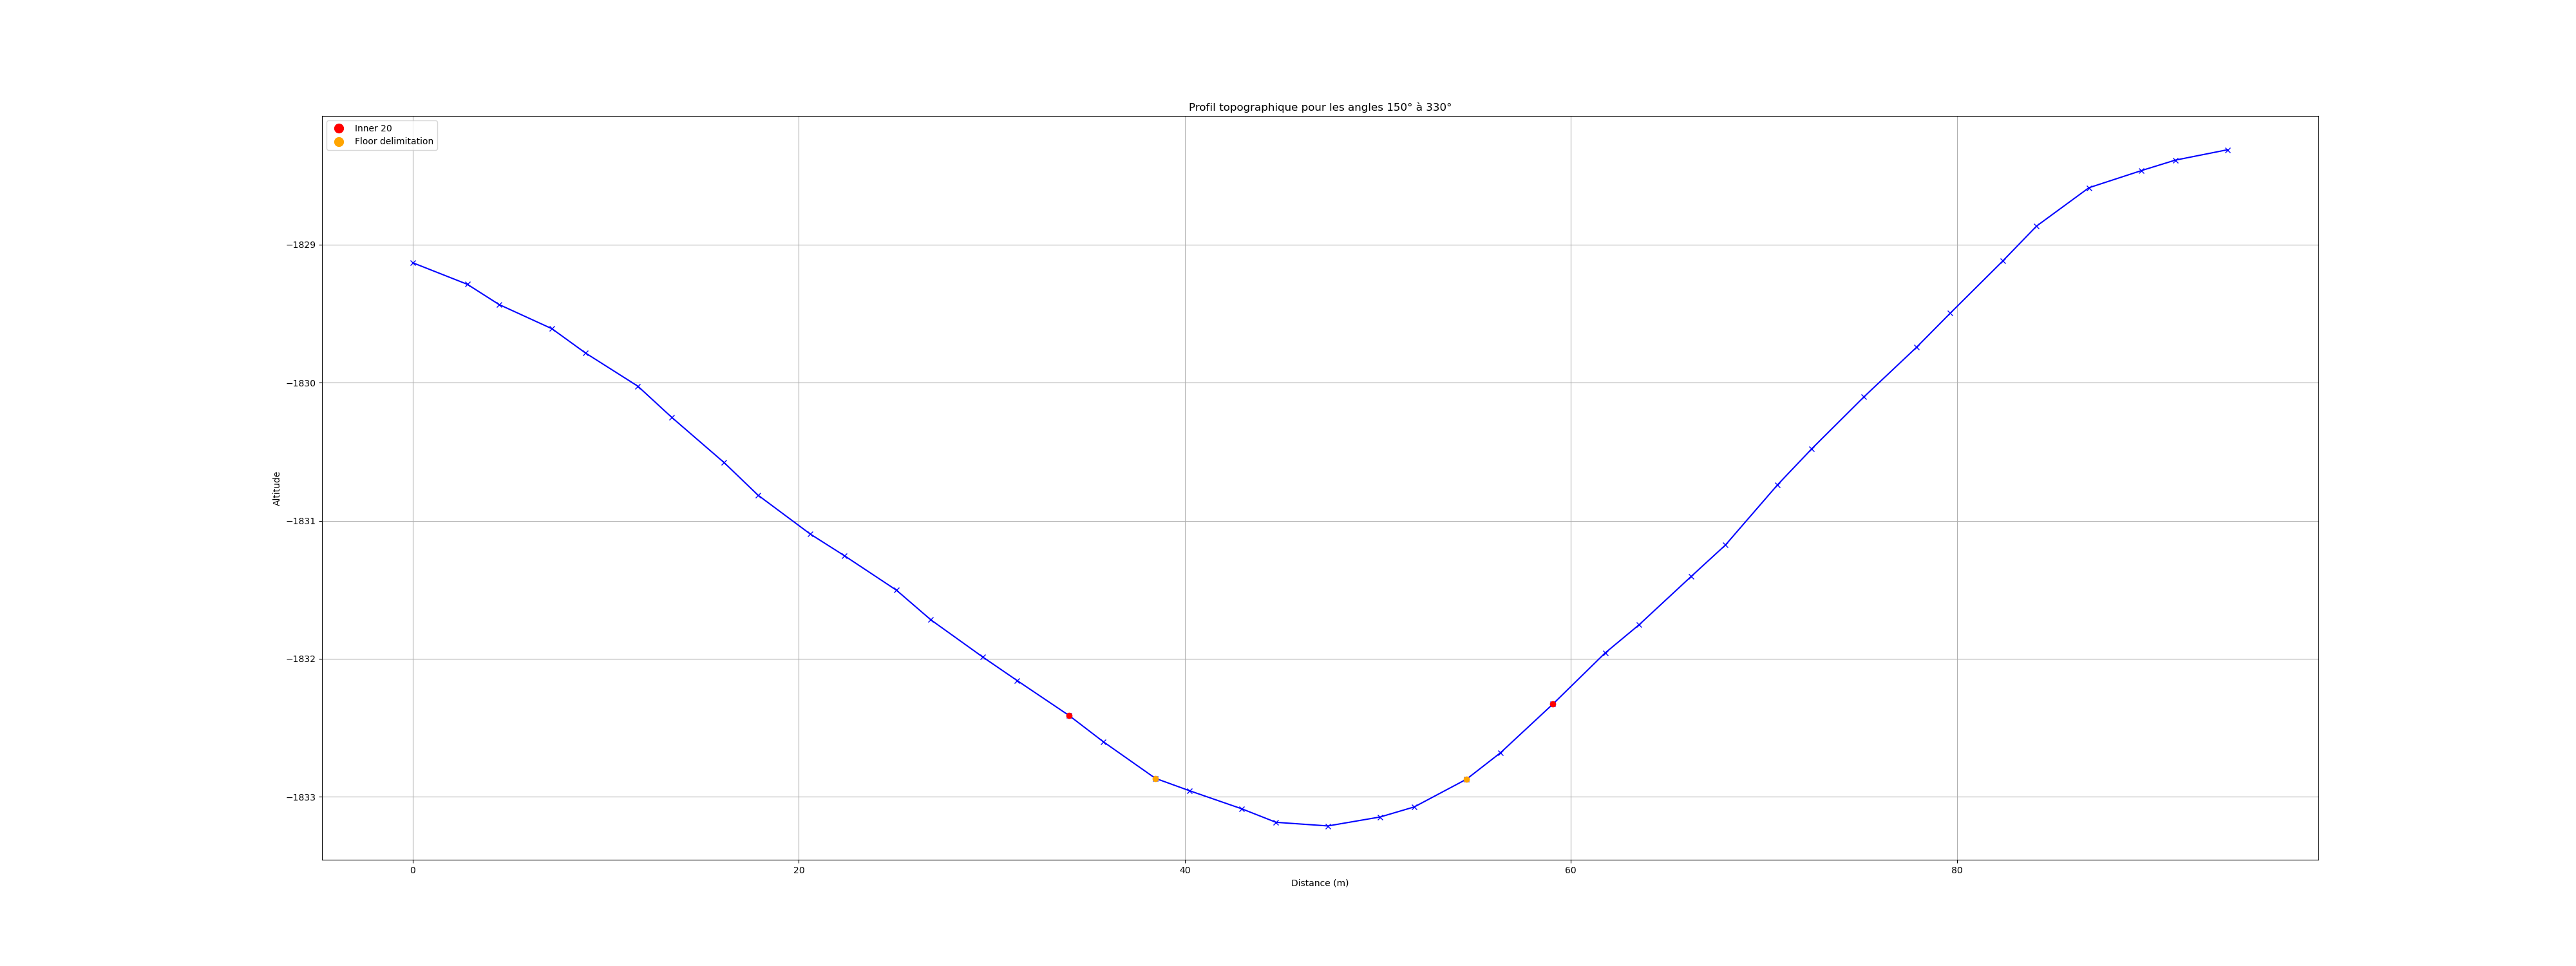 Profil topographique pour les angles 150° à 330°
Inner 20
Floor delimitation
Altitude
−1829
−1830
−1831
−1832
−1833
0 20 40 60 80
Distance (m)